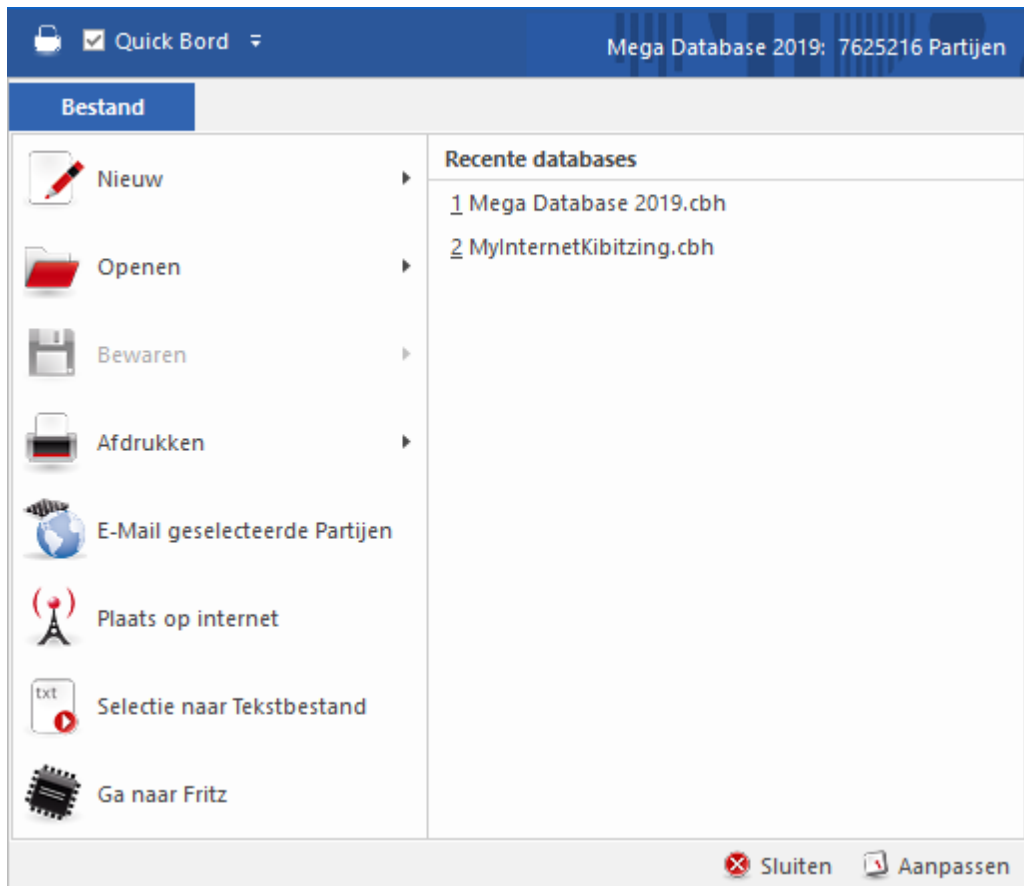 Quick Bord
Mega Database 2019: 7625216 Partijen
Bestand
Nieuw
Openen
Bewaren
Afdrukken
E-Mail geselecteerde Partijen
Plaats op internet
txt
Selectie naar Tekstbestand
Ga naar Fritz
Recente databases
1 Mega Database 2019.cbh
2 MyInternetKibitzing.cbh
Sluiten
Aanpassen